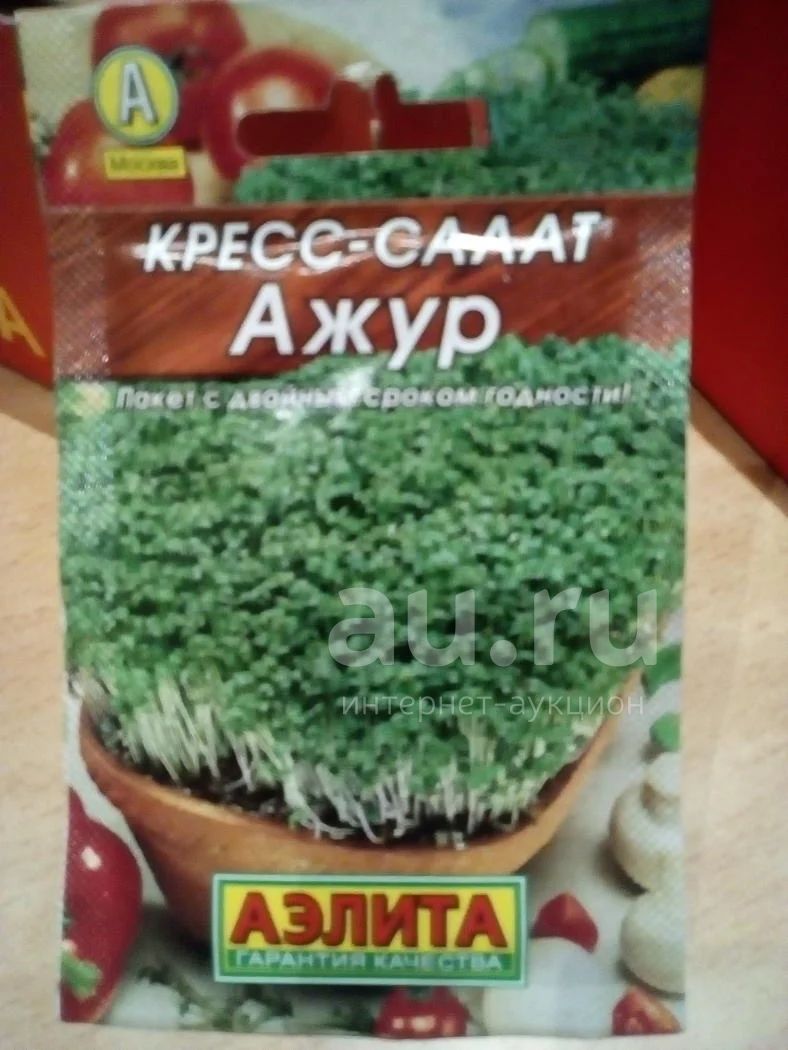 А
Москва
КРЕСС-САЛАТ
Ажур
Пакет с двойным сроком годности!
au.ru
интернет-аукцион
АЭЛИТА
ГАРАНТИЯ КАЧЕСТВА
А